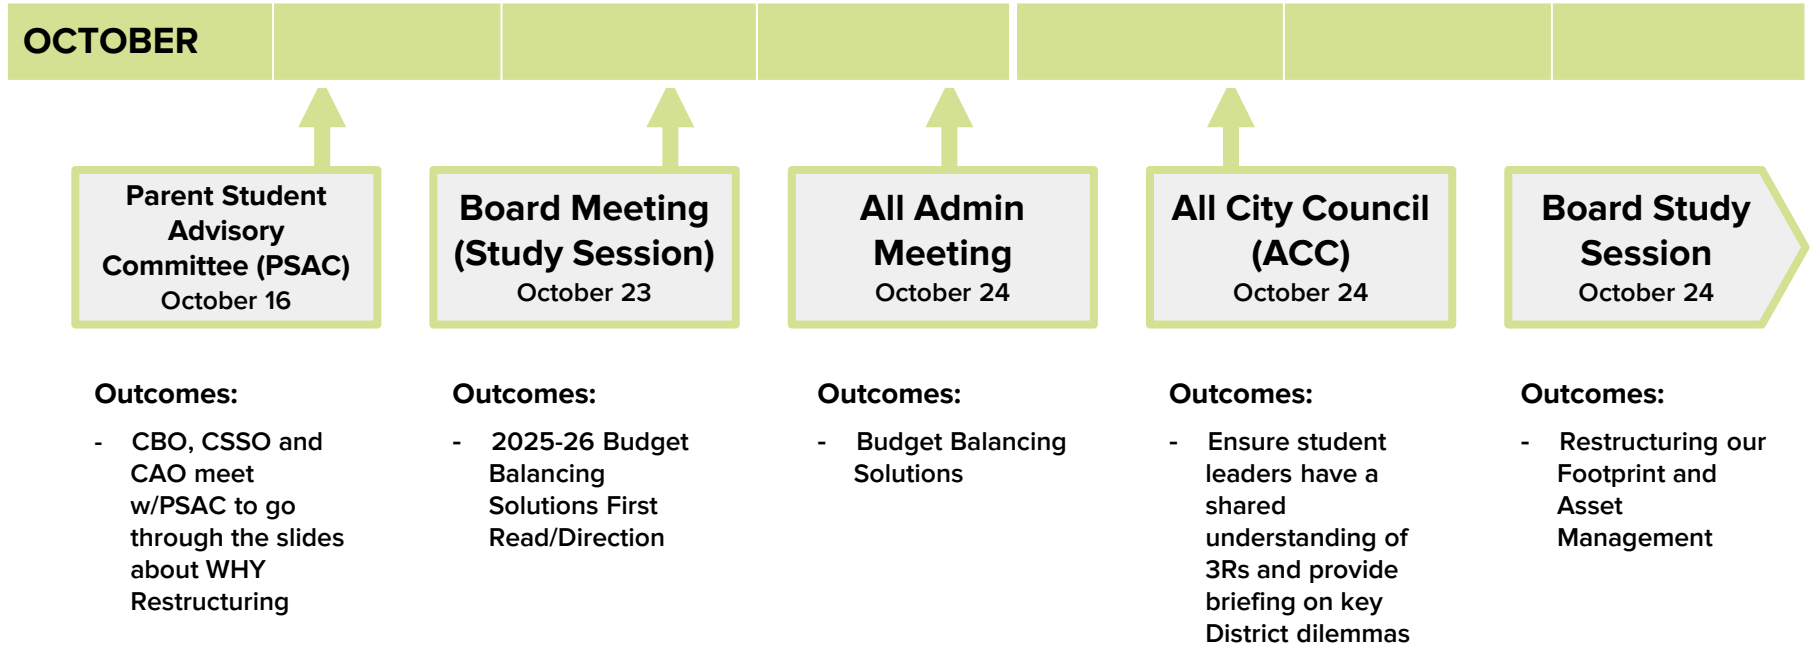 OCTOBER
Parent Student
Advisory
Committee (PSAC)
October 16
Board Meeting
(Study Session)
October 23
All Admin
Meeting
October 24
All City Council
(ACC)
October 24
Board Study
Session
October 24
Outcomes:
- CBO, CSSO and
CAO meet
w/PSAC to go
through the slides
about WHY
Restructuring
Outcomes:
- 2025-26 Budget
Balancing
Solutions First
Read/Direction
Outcomes:
- Budget Balancing
Solutions
Outcomes:
- Ensure student
leaders have a
shared
understanding of
3Rs and provide
briefing on key
District dilemmas
Outcomes:
- Restructuring our
Footprint and
Asset
Management